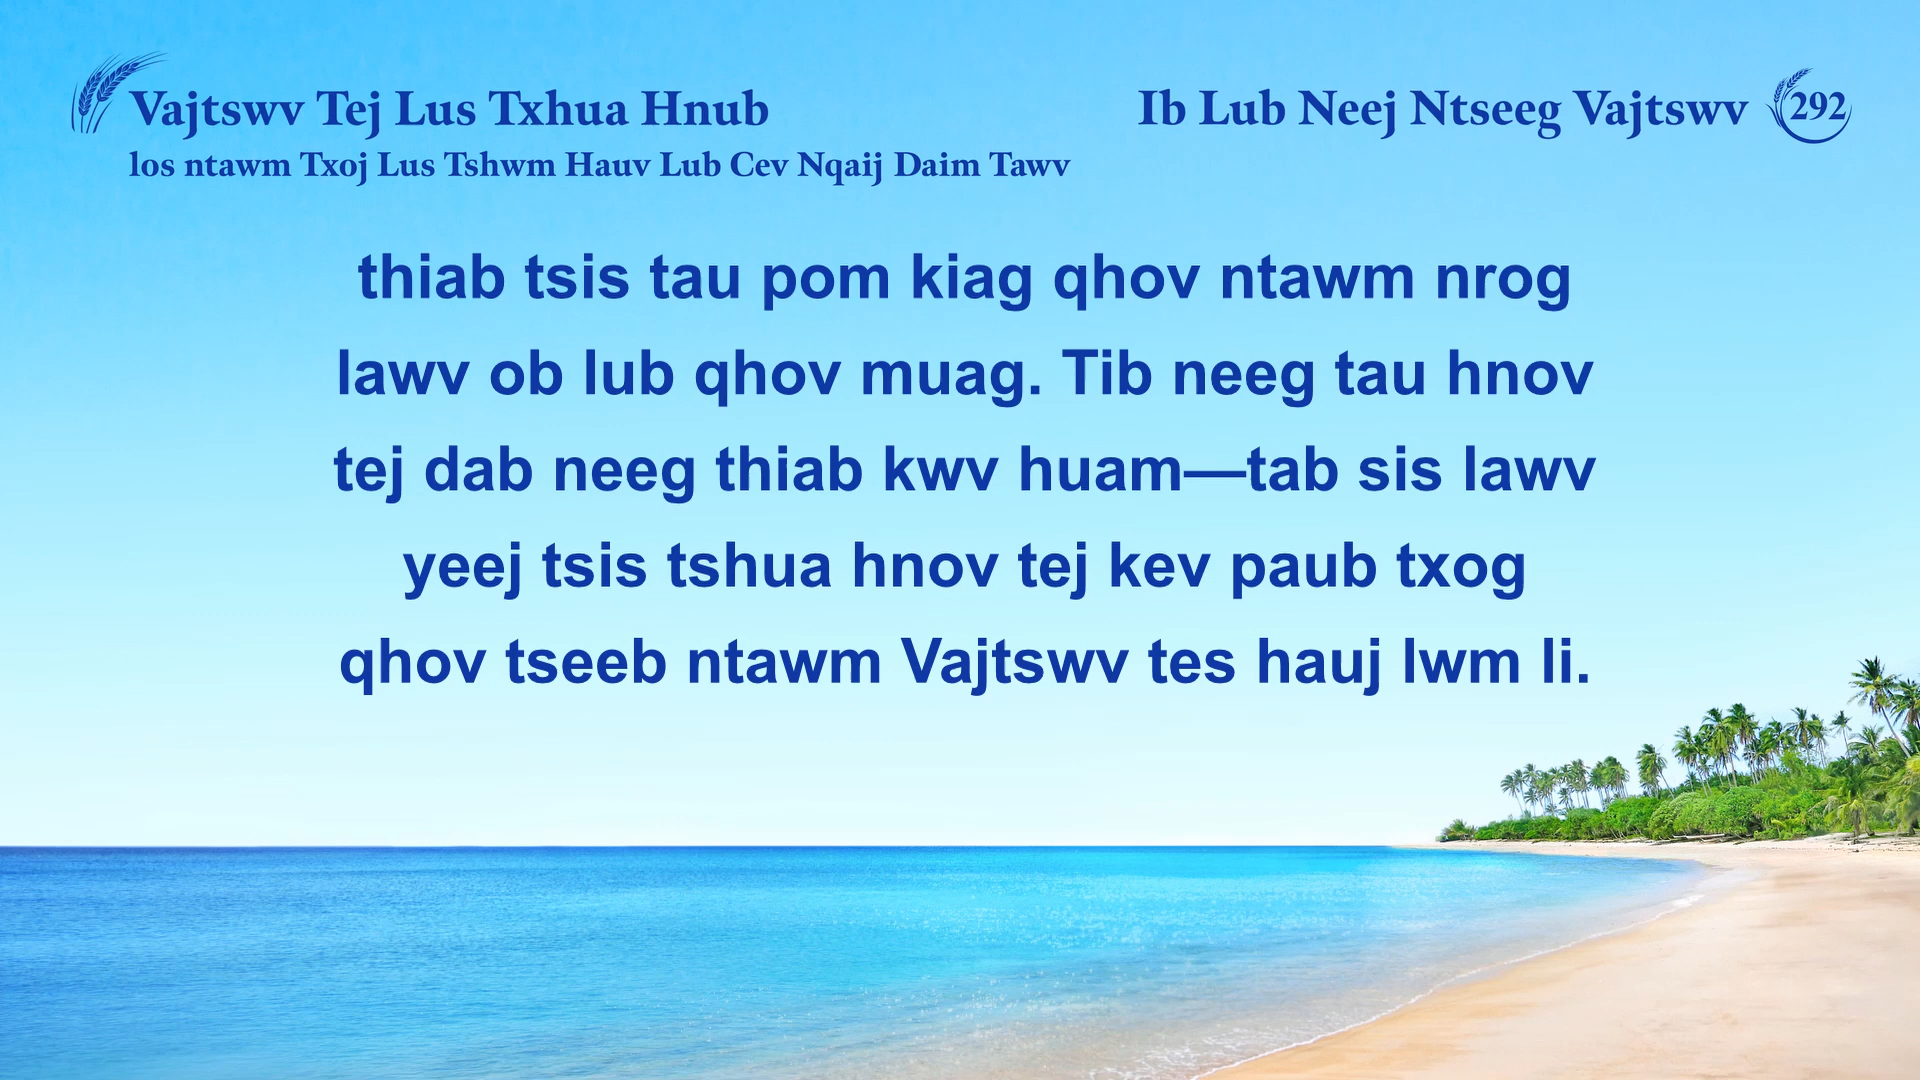 Vajtswv Tej Lus Txhua Hnub
los ntawm Txoj Lus Tshwm Hauv Lub Cev Nqaij Daim Tawv
Ib Lub Neej Ntseeg Vajtswv 292
thiab tsis tau pom kiag qhov ntawm nrog
lawv ob lub qhov muag. Tib neeg tau hnov
tej dab neeg thiab kwv huam—tab sis lawv
yeej tsis tshua hnov tej kev paub txog
qhov tseeb ntawm Vajtswv tes hauj lwm li.